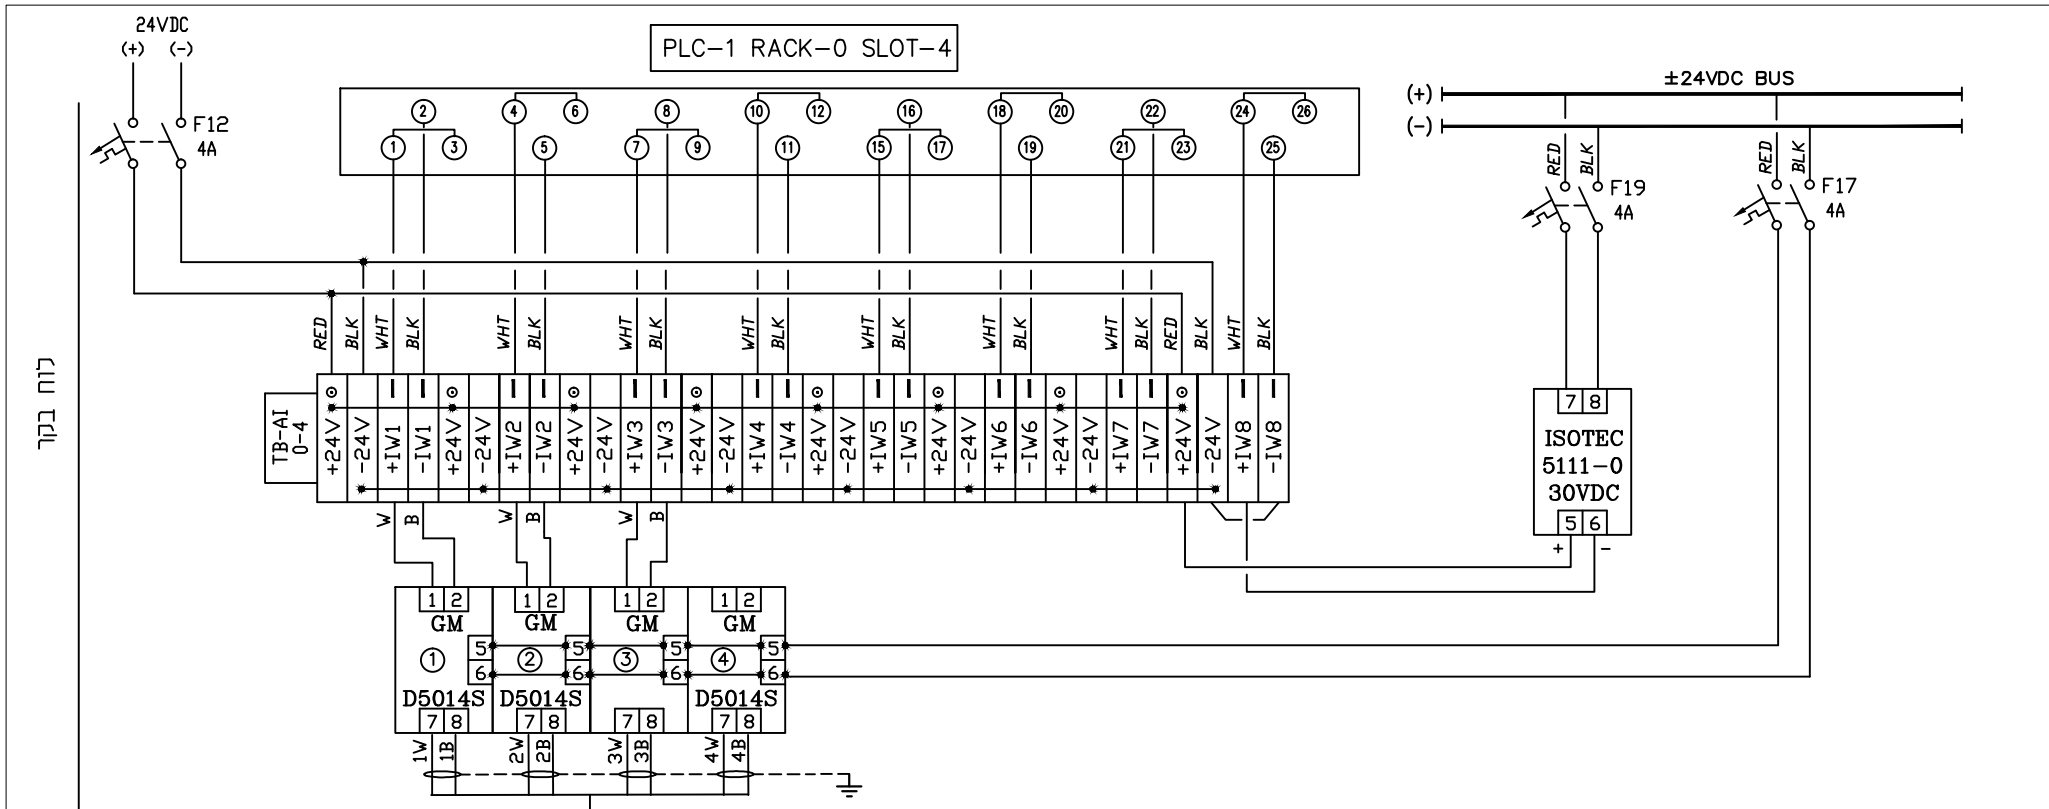 24VDC
(+) (-)
F12
4A
PLC-1 RACK-0 SLOT-4
2 4 6 8 10 12 16 18 20 22 24 26
1 3 5 7 9 11 15 17 19 21 23 25
±24VDC BUS
(+)
(-)
RED BLK
F19
4A
RED BLK
F17
4A
RED BLK WHT BLK WHT BLK WHT BLK WHT BLK WHT BLK WHT BLK WHT BLK RED BLK WHT BLK
לוח בקר
TB-AI
0-4
+24V -24V +IW1 -IW1 +24V -24V +IW2 -IW2 +24V -24V +IW3 -IW3 +24V -24V +IW4 -IW4 +24V -24V +IW5 -IW5 +24V -24V +IW6 -IW6 +24V -24V +IW7 -IW7 +24V -24V +IW8 -IW8
7 8
ISOTEC
5111-0
30VDC
5 6
+ -
W B W B W B
1 2 1 2 1 2 1 2
GM GM GM GM
5 5 5 5
1 2 3 4
6 6 6 6
D5014S D5014S D5014S
7 8 7 8 7 8 7 8
1W 1B 2W 2B 3W 3B 4W 4B